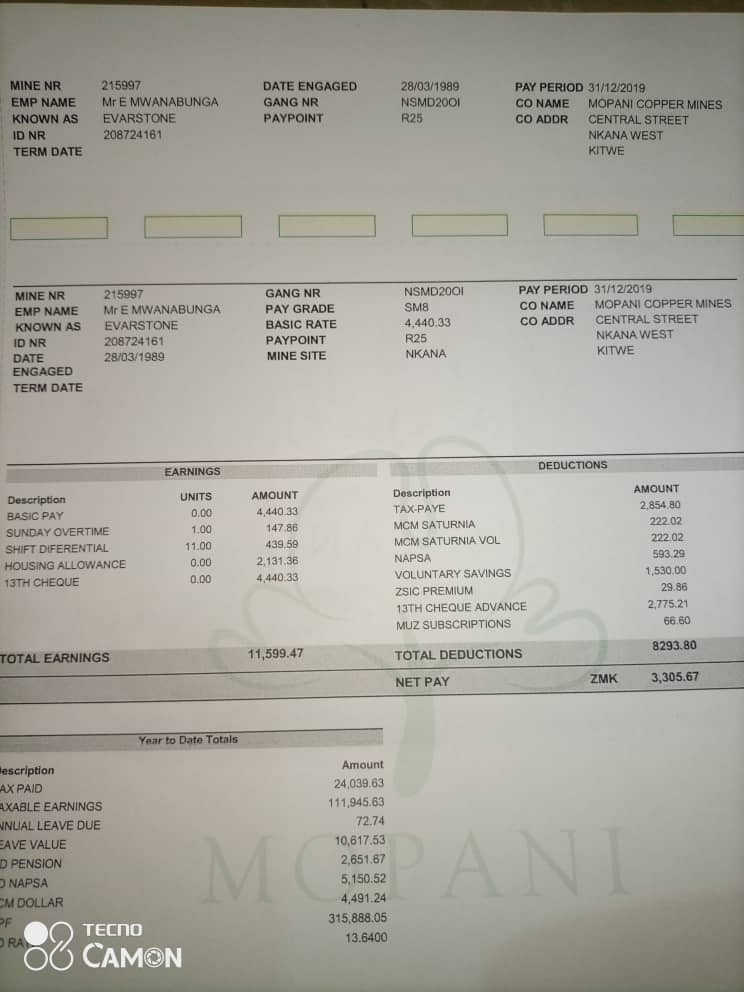 MINE NR 215997 DATE ENGAGED 28/03/1989 PAY PERIOD 31/12/2019
EMP NAME Mr E MWANABUNGA GANG NR NSMD20OI CO NAME MOPANI COPPER MINES
KNOWN AS EVARSTONE PAYPOINT R25 CO ADDR CENTRAL STREET
ID NR 208724161 NKANA WEST
TERM DATE KITWE
MINE NR 215997 GANG NR NSMD20OI PAY PERIOD 31/12/2019
EMP NAME Mr E MWANABUNGA PAY GRADE SM8 CO NAME MOPANI COPPER MINES
KNOWN AS EVARSTONE BASIC RATE 4,440.33 CO ADDR CENTRAL STREET
ID NR 208724161 PAYPOINT R25 NKANA WEST
DATE 28/03/1989 MINE SITE NKANA KITWE
ENGAGED
TERM DATE
EARNINGS DEDUCTIONS
Description UNITS AMOUNT Description AMOUNT
BASIC PAY 0.00 4,440.33 TAX-PAYE 2,854.80
SUNDAY OVERTIME 1.00 147.86 MCM SATURNIA 222.02
SHIFT DIFERENTIAL 11.00 439.59 MCM SATURNIA VOL 222.02
HOUSING ALLOWANCE 0.00 2,131.36 NAPSA 593.29
13TH CHEQUE 0.00 4,440.33 VOLUNTARY SAVINGS 1,530.00
ZSIC PREMIUM 29.86
13TH CHEQUE ADVANCE 2,775.21
MUZ SUBSCRIPTIONS 66.60
TOTAL EARNINGS 11,599.47 TOTAL DEDUCTIONS 8293.80
NET PAY ZMK 3,305.67
Year to Date Totals
escription Amount
AX PAID 24,039.63
AXABLE EARNINGS 111,945.63
NNUAL LEAVE DUE 72.74
EAVE VALUE 10,617.53
D PENSION 2,651.67
D NAPSA 5,150.52
CM DOLLAR 4,491.24
PF 315,888.05
D RA 13.6400
MOPANI
TECNO
CAMON